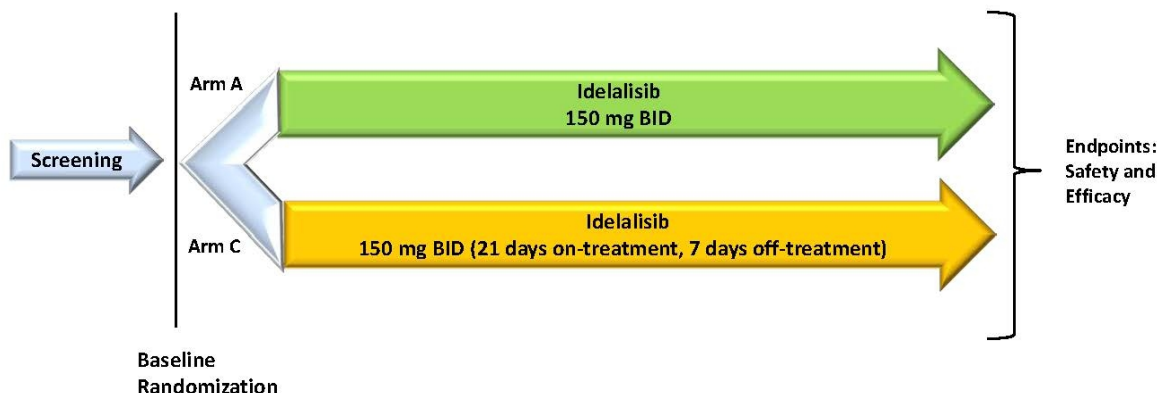 Screening
Arm A
Idelalisib
150 mg BID
Arm C
Idelalisib
150 mg BID (21 days on-treatment, 7 days off-treatment)
Endpoints:
Safety and
Efficacy
Baseline
Randomization